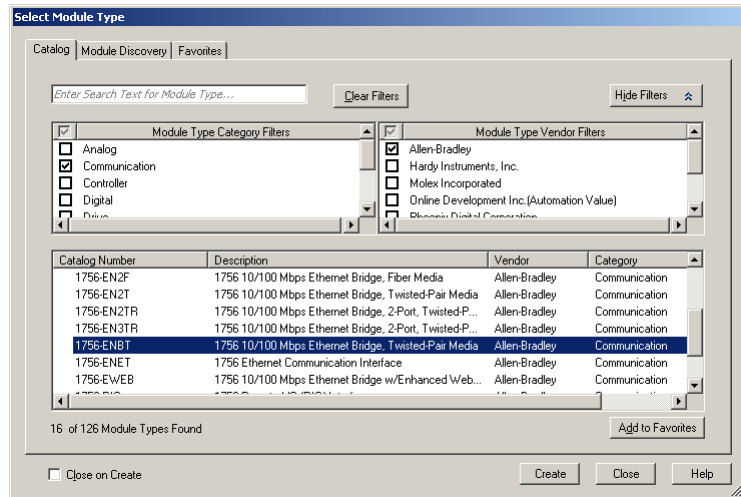 Select Module Type
Catalog Module Discovery Favorites
Enter Search Text for Module Type...
Clear Filters
Hide Filters
Module Type Category Filters
Analog
Communication
Controller
Digital
Drive
Module Type Vendor Filters
Allen-Bradley
Hardy Instruments, Inc.
Molex Incorporated
Online Development Inc.(Automation Value)
Phoenix Digital Corporation
Catalog Number Description Vendor Category
1756-EN2F 1756 10/100 Mbps Ethernet Bridge, Fiber Media Allen-Bradley Communication
1756-EN2T 1756 10/100 Mbps Ethernet Bridge, Twisted-Pair Media Allen-Bradley Communication
1756-EN2TR 1756 10/100 Mbps Ethernet Bridge, 2-Port, Twisted-P... Allen-Bradley Communication
1756-EN3TR 1756 10/100 Mbps Ethernet Bridge, 2-Port, Twisted-P... Allen-Bradley Communication
1756-ENBT 1756 10/100 Mbps Ethernet Bridge, Twisted-Pair Media Allen-Bradley Communication
1756-ENET 1756 Ethernet Communication Interface Allen-Bradley Communication
1756-EWEB 1756 10/100 Mbps Ethernet Bridge w/Enhanced Web... Allen-Bradley Communication
16 of 126 Module Types Found
Add to Favorites
Close on Create
Create
Close
Help